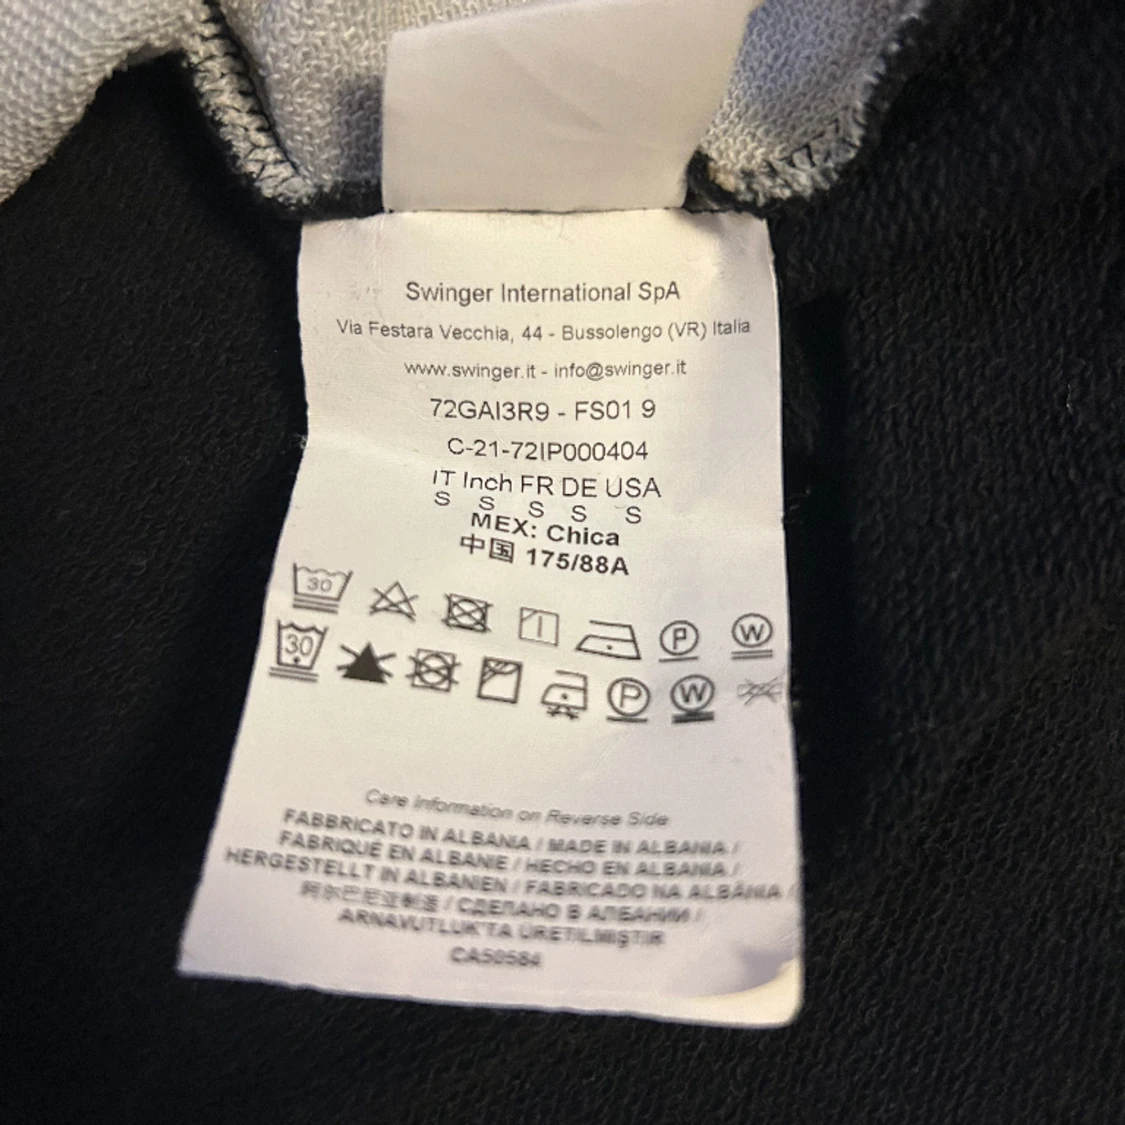 Swinger International SpA
Via Festara Vecchia, 44 - Bussolengo (VR) Italia
www.swinger.it - info@swinger.it
72GAI3R9 - FS01 9
C-21-72IP000404
IT Inch FR DE USA
S S S S S
MEX: Chica
中国 175/88A
30 P W
30 P W
Care Information on Reverse Side
FABBRICATO IN ALBANIA / MADE IN ALBANIA /
FABRIQUÉ EN ALBANIE / HECHO EN ALBANIA /
HERGESTELLT IN ALBANIEN / FABRICADO NA ALBÂNIA /
阿尔巴尼亚制造 / СДЕЛАНО В АЛБАНИИ /
ARNAVUTLUK'TA ÜRETILMIŞTIR
CA50584